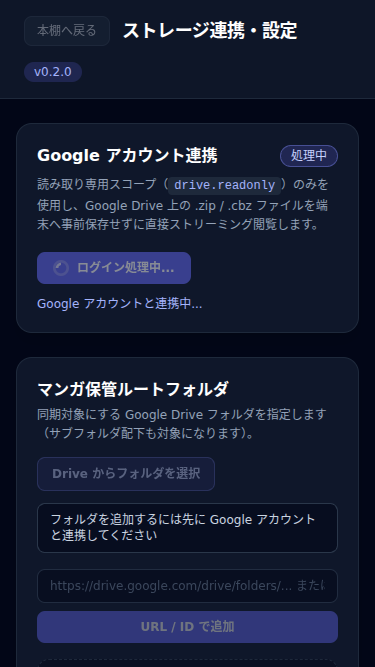 本棚へ戻る ストレージ連携・設定
v0.2.0
Google アカウント連携 処理中
読み取り専用スコープ（drive.readonly）のみを
使用し、Google Drive 上の .zip / .cbz ファイルを端
末へ事前保存せずに直接ストリーミング閲覧します。
ログイン処理中...
Google アカウントと連携中...
マンガ保管ルートフォルダ
同期対象にする Google Drive フォルダを指定します
（サブフォルダ配下も対象になります）。
Drive からフォルダを選択
フォルダを追加するには先に Google アカウント
と連携してください
https://drive.google.com/drive/folders/... また
URL / ID で追加